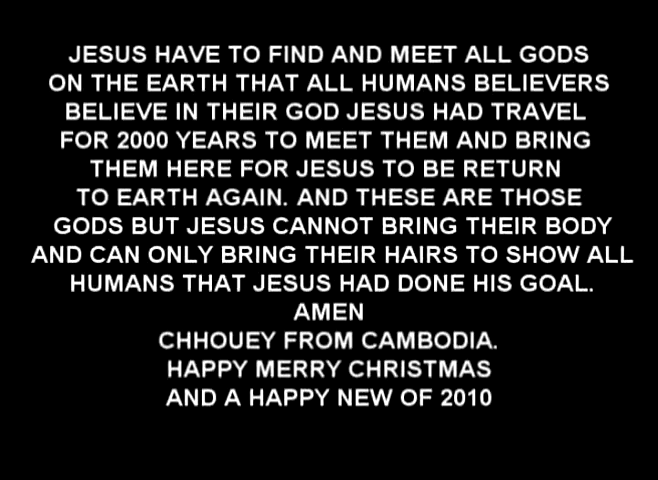 JESUS HAVE TO FIND AND MEET ALL GODS
ON THE EARTH THAT ALL HUMANS BELIEVERS
BELIEVE IN THEIR GOD JESUS HAD TRAVEL
FOR 2000 YEARS TO MEET THEM AND BRING
THEM HERE FOR JESUS TO BE RETURN
TO EARTH AGAIN. AND THESE ARE THOSE
GODS BUT JESUS CANNOT BRING THEIR BODY
AND CAN ONLY BRING THEIR HAIRS TO SHOW ALL
HUMANS THAT JESUS HAD DONE HIS GOAL.
AMEN
CHHOUEY FROM CAMBODIA.
HAPPY MERRY CHRISTMAS
AND A HAPPY NEW OF 2010